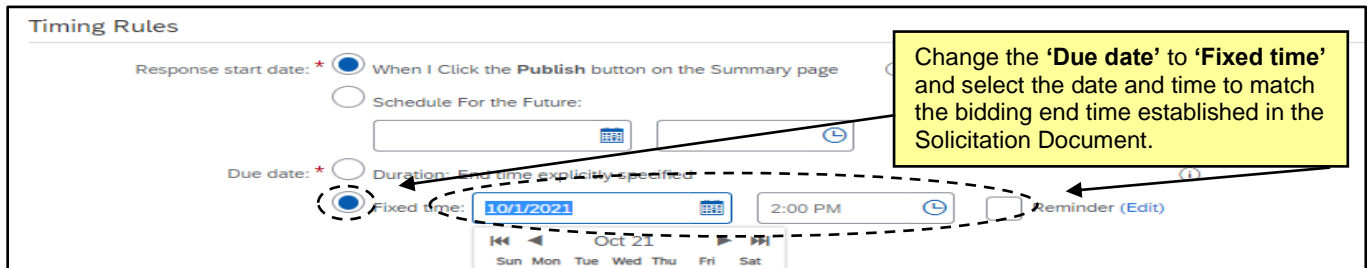 Timing Rules
Response start date: * When I Click the Publish button on the Summary page
Schedule For the Future:
Due date: * Duration: End time explicitly specified
Fixed time: 10/1/2021 2:00 PM Reminder (Edit)
Oct 21
Sun Mon Tue Wed Thu Fri Sat
Change the ‘Due date’ to ‘Fixed time’
and select the date and time to match
the bidding end time established in the
Solicitation Document.